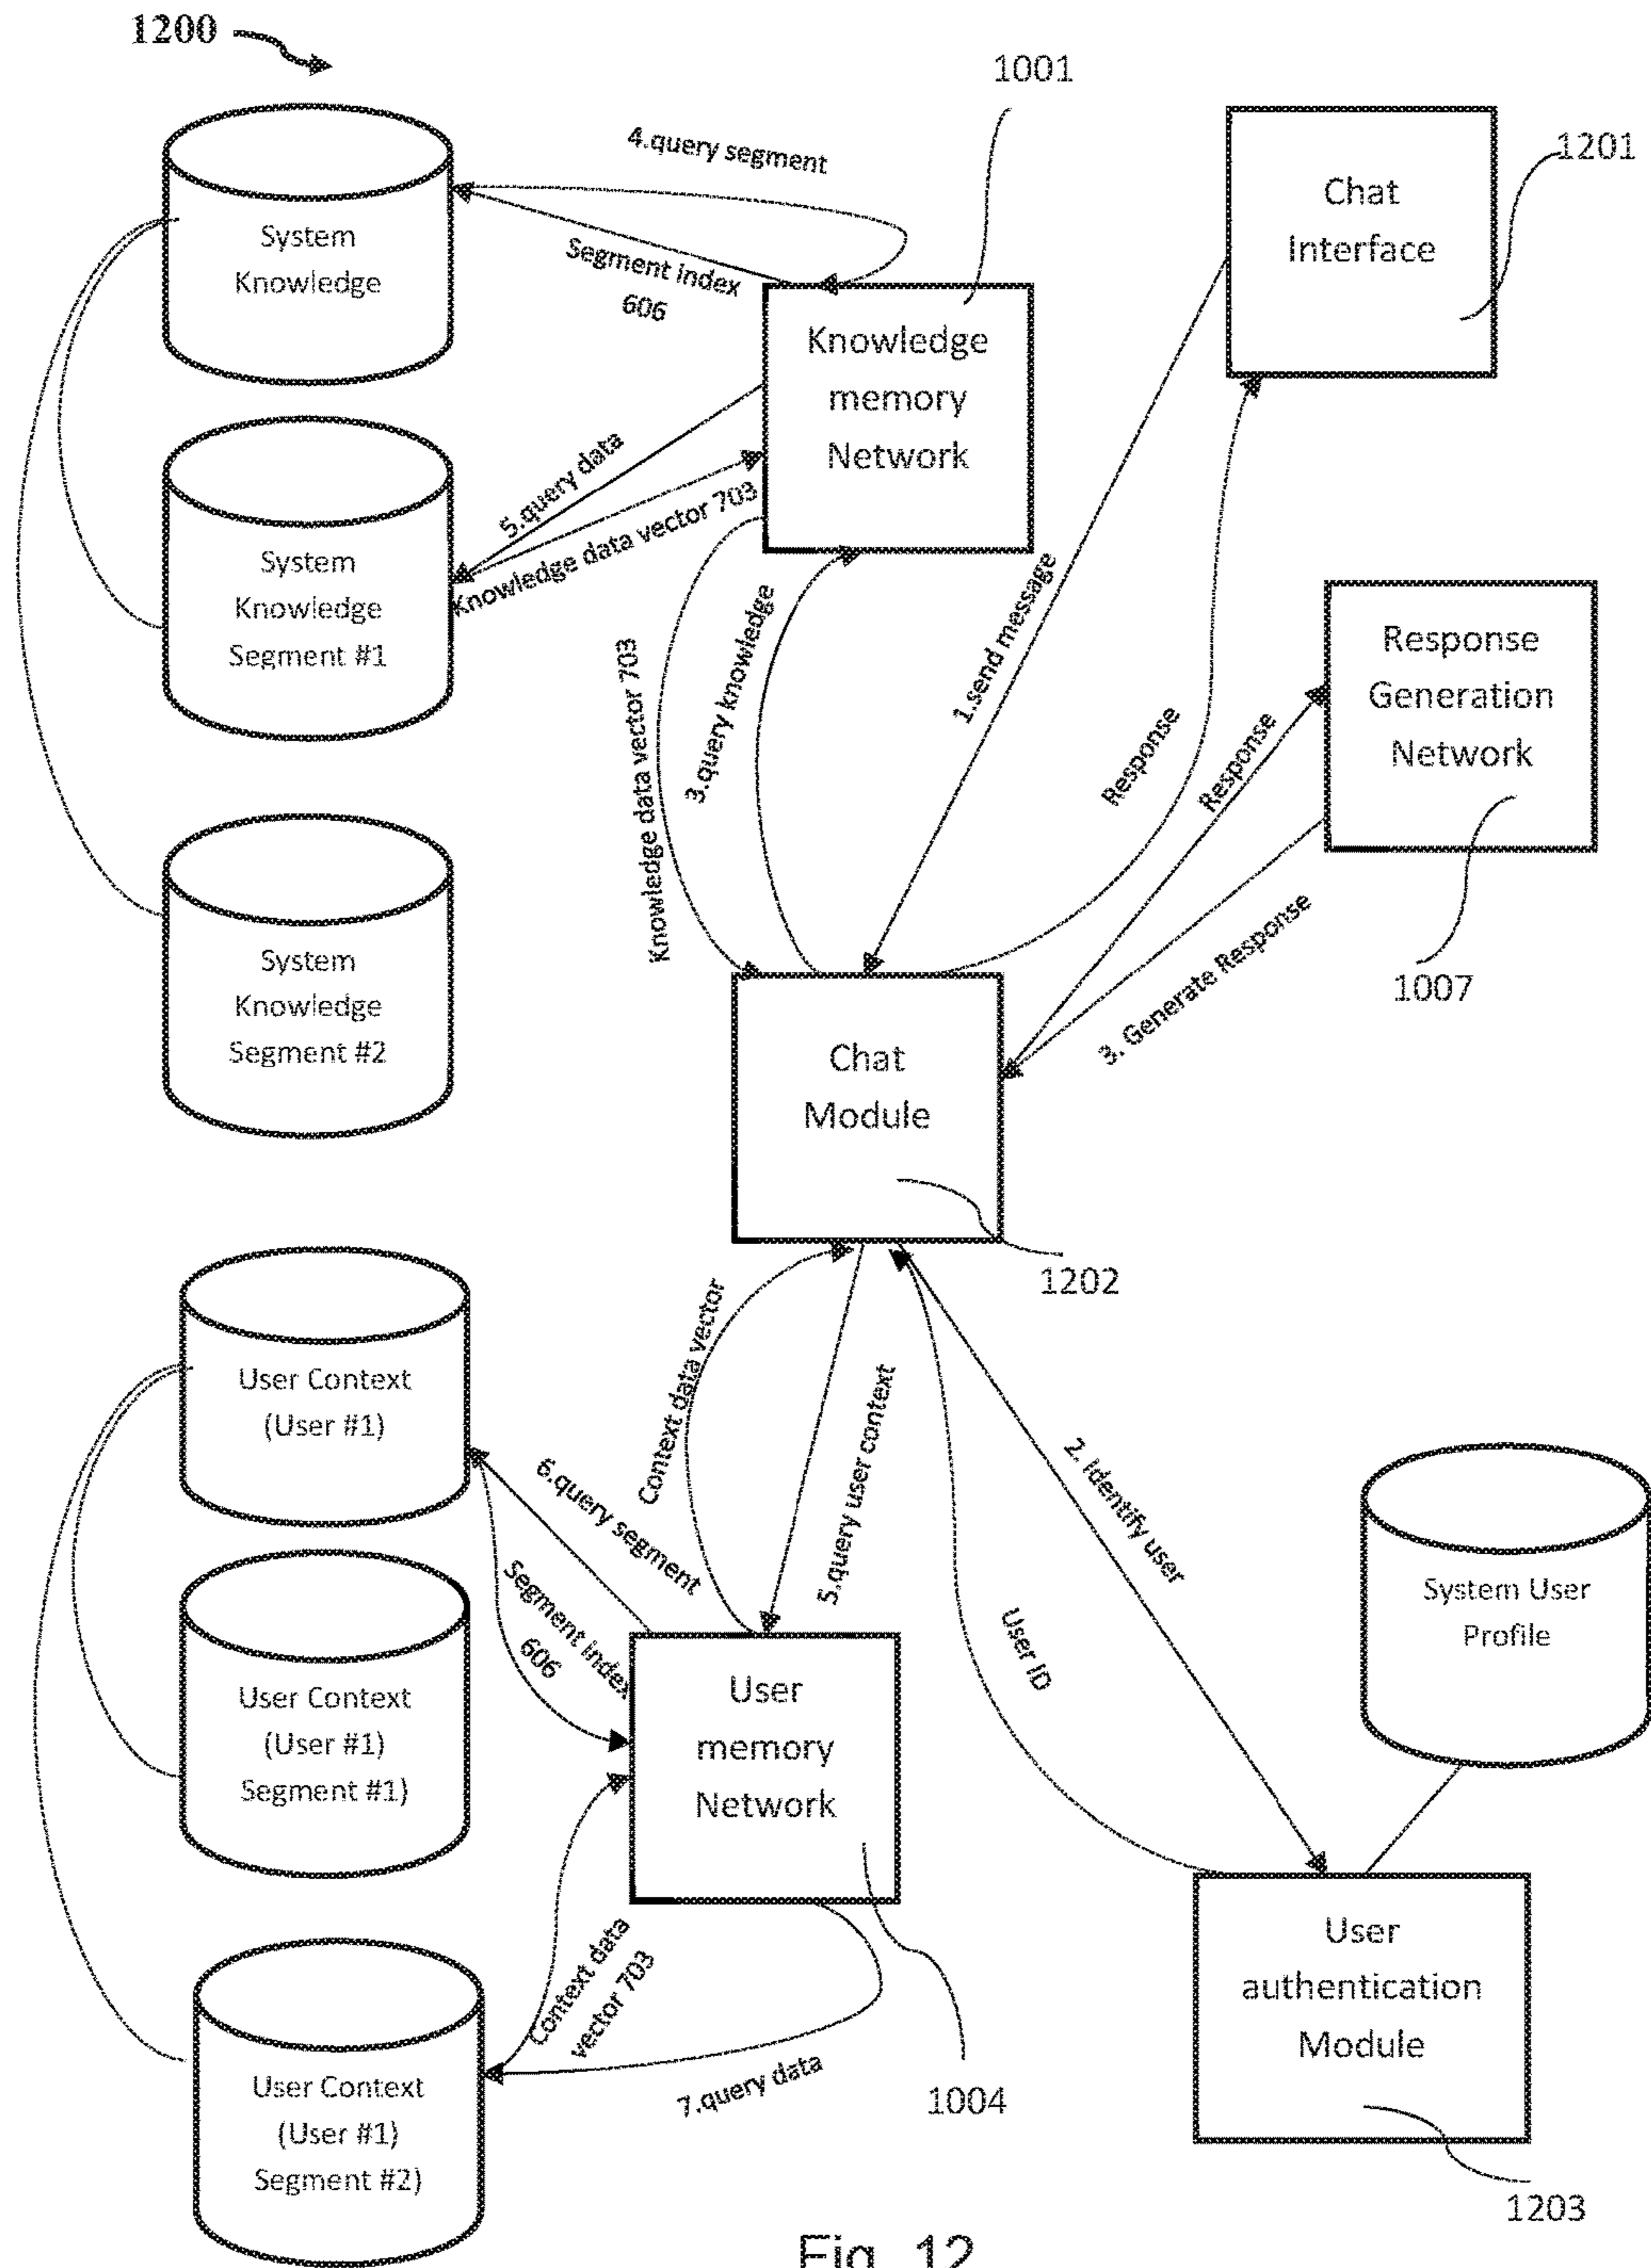 1200
1001
1201
4.query segment
Chat
Interface
System
Knowledge
Segment index
606
Knowledge
memory
Network
5.query data
Knowledge data vector 703
System
Knowledge
Segment #1
1.send message
Response
Generation
Network
Knowledge data vector 703
3.query knowledge
Response
Response
System
Knowledge
Segment #2
3. Generate Response
1007
Chat
Module
1202
User Context
(User #1)
Context data vector
5.query user context
2. Identify user
6.query segment
Segment index
606
User ID
System User
Profile
User Context
(User #1)
Segment #1)
User
memory
Network
Context data
vector 703
User
authentication
Module
7.query data
1004
User Context
(User #1)
Segment #2)
1203
Fig. 12